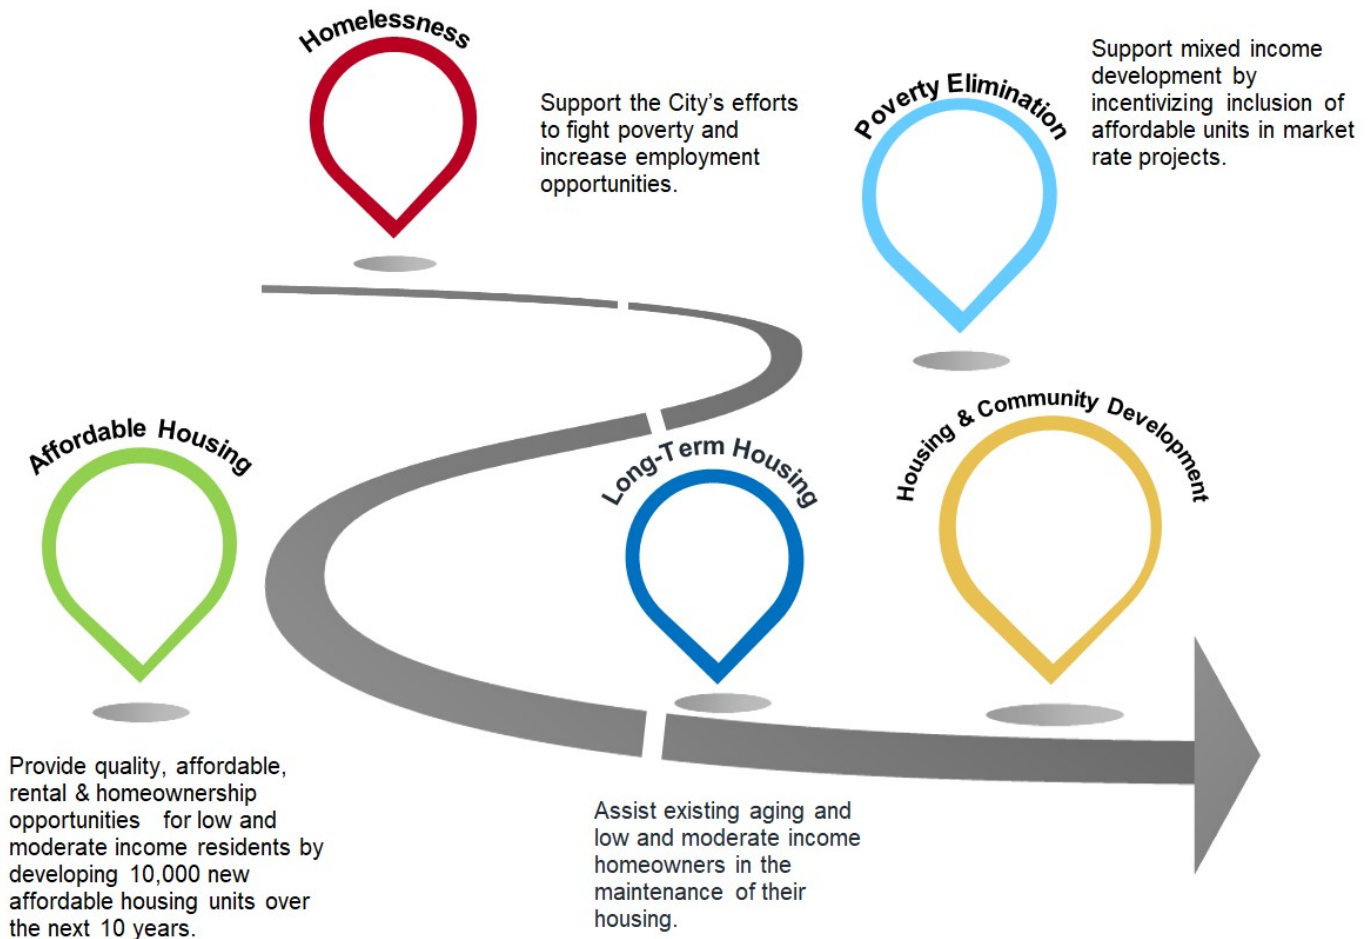 Homelessness
Support the City’s efforts
to fight poverty and
increase employment
opportunities.
Poverty Elimination
Support mixed income
development by
incentivizing inclusion of
affordable units in market
rate projects.
Affordable Housing
Provide quality, affordable,
rental & homeownership
opportunities for low and
moderate income residents by
developing 10,000 new
affordable housing units over
the next 10 years.
Long-Term Housing
Assist existing aging and
low and moderate income
homeowners in the
maintenance of their
housing.
Housing & Community Development